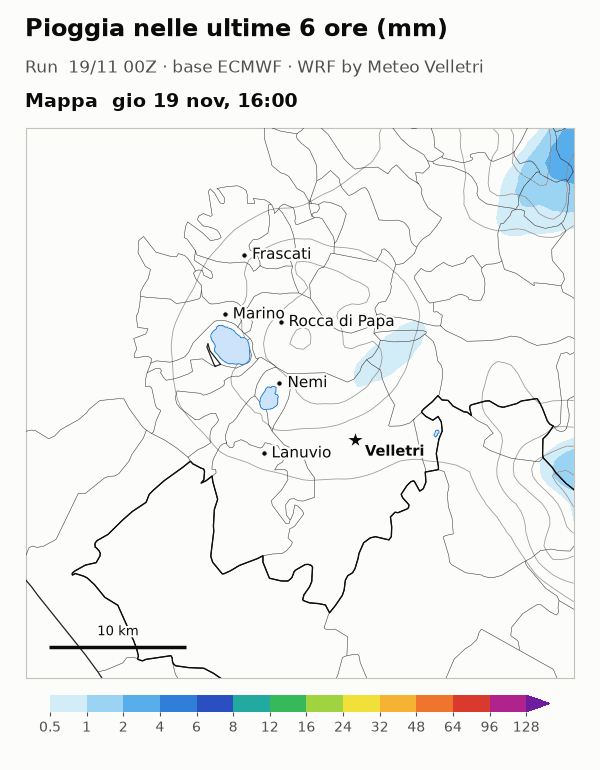 Pioggia nelle ultime 6 ore (mm)
Run  19/11 00Z · base ECMWF · WRF by Meteo Velletri
Mappa  gio 19 nov, 16:00
Frascati
Marino
Rocca di Papa
Nemi
Velletri
Lanuvio
10 km
0.5 1 2 4 6 8 12 16 24 32 48 64 96 128